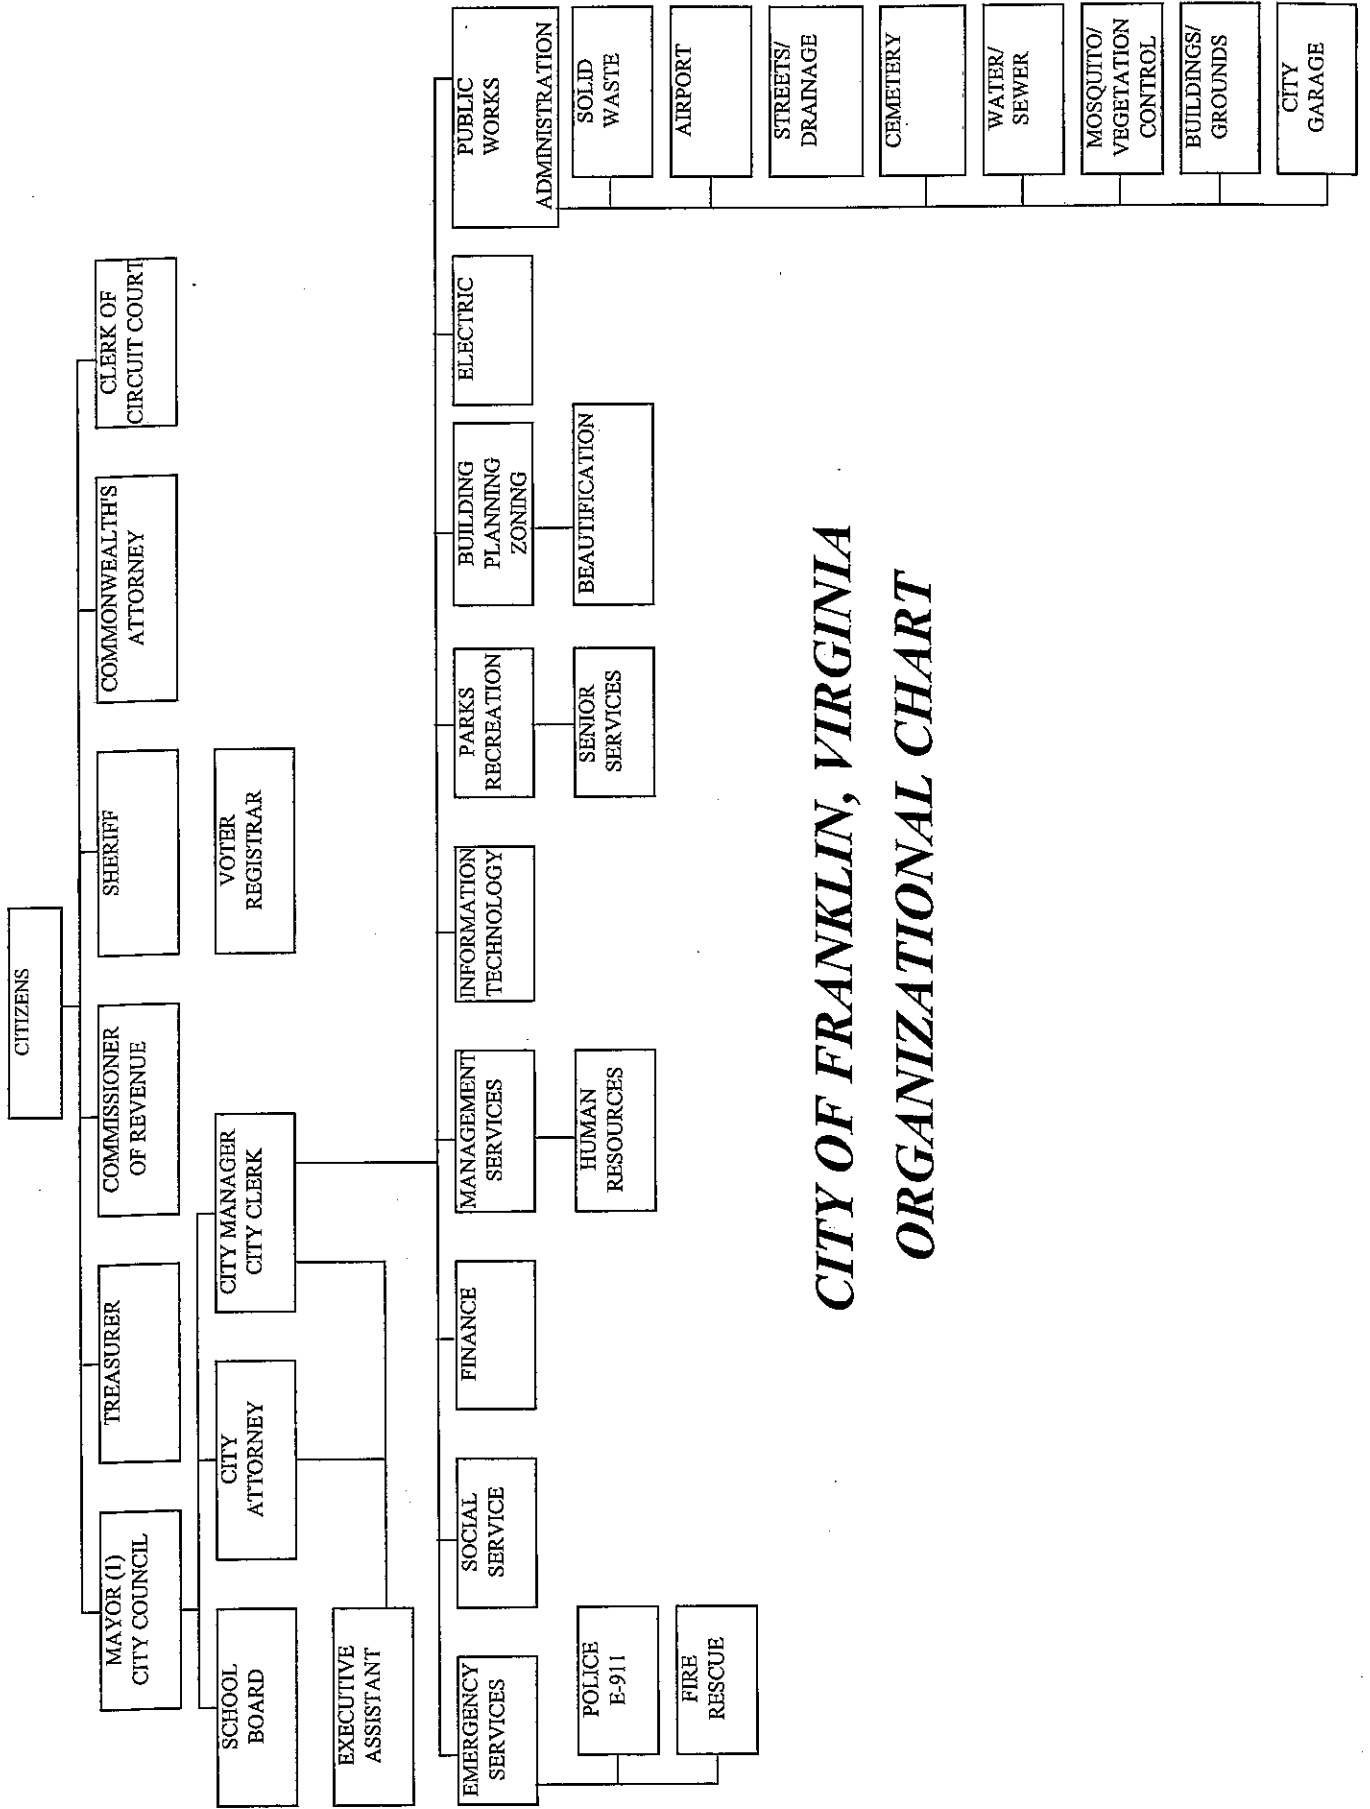 CITIZENS
MAYOR (1)
CITY COUNCIL
TREASURER
COMMISSIONER
OF REVENUE
SHERIFF
COMMONWEALTH'S
ATTORNEY
CLERK OF
CIRCUIT COURT
SCHOOL
BOARD
CITY
ATTORNEY
CITY MANAGER
CITY CLERK
VOTER
REGISTRAR
EXECUTIVE
ASSISTANT
EMERGENCY
SERVICES
SOCIAL
SERVICE
FINANCE
MANAGEMENT
SERVICES
INFORMATION
TECHNOLOGY
PARKS
RECREATION
BUILDING
PLANNING
ZONING
ELECTRIC
PUBLIC
WORKS
ADMINISTRATION
POLICE
E-911
FIRE
RESCUE
HUMAN
RESOURCES
SENIOR
SERVICES
BEAUTIFICATION
SOLID
WASTE
AIRPORT
STREETS/
DRAINAGE
CEMETERY
WATER/
SEWER
MOSQUITO/
VEGETATION
CONTROL
BUILDINGS/
GROUNDS
CITY
GARAGE
CITY OF FRANKLIN, VIRGINIA
ORGANIZATIONAL CHART